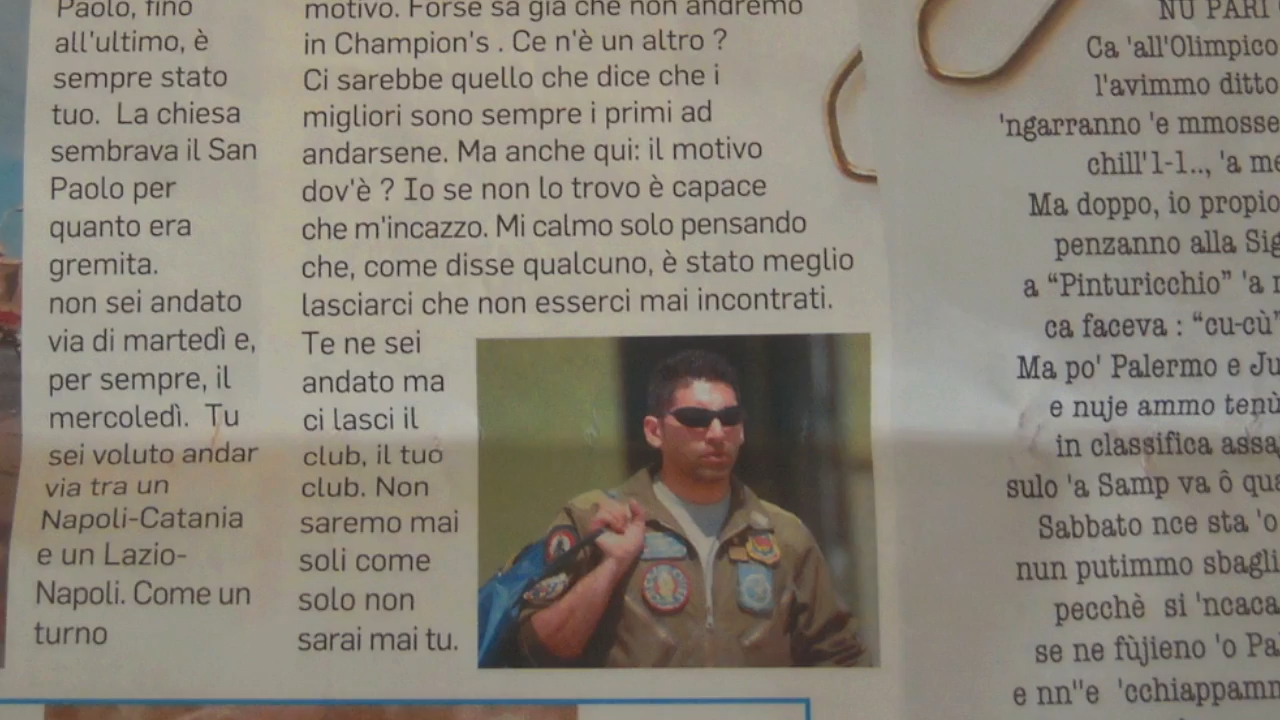 Paolo, fino
all'ultimo, è
sempre stato
tuo. La chiesa
sembrava il San
Paolo per
quanto era
gremita.
non sei andato
via di martedì e,
per sempre, il
mercoledì. Tu
sei voluto andar
via tra un
Napoli-Catania
e un Lazio-
Napoli. Come un
turno
motivo. Forse sa già che non andremo
in Champion's . Ce n'è un altro ?
Ci sarebbe quello che dice che i
migliori sono sempre i primi ad
andarsene. Ma anche qui: il motivo
dov'è ? Io se non lo trovo è capace
che m'incazzo. Mi calmo solo pensando
che, come disse qualcuno, è stato meglio
lasciarci che non esserci mai incontrati.
Te ne sei
andato ma
ci lasci il
club, il tuo
club. Non
saremo mai
soli come
solo non
sarai mai tu.
NU PARI
Ca 'all'Olimpico
l'avimmo ditto
'ngarranno 'e mmosse
chill'1-1.., 'a
Ma doppo, io propio
penzanno alla
a “Pinturicchio” 'a
ca faceva : “cu-cù”
Ma po' Palermo e
e nuje ammo tenù
in classifica
sulo 'a Samp va ô
Sabbato nce sta 'o
nun putimmo
pecchè si
se ne fùjieno 'o
e nn"e